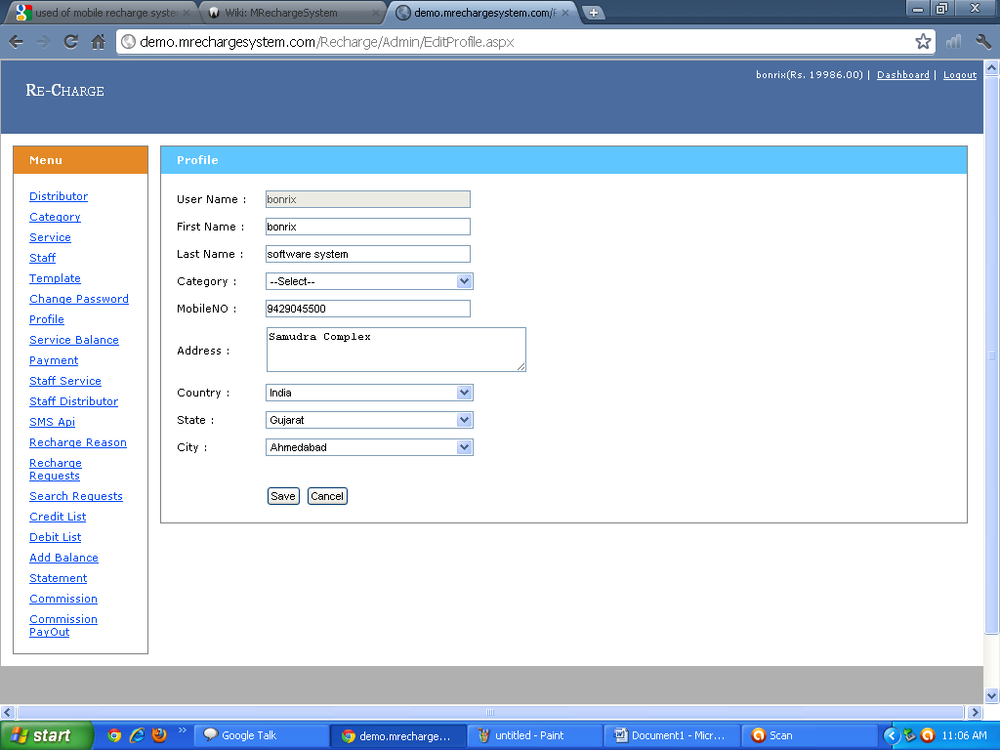 used of mobile recharge syste
Wiki: MRechargeSystem
demo.mrechargesystem.com/F
demo.mrechargesystem.com/Recharge/Admin/EditProfile.aspx
bonrix(Rs. 19986.00) | Dashboard | Logout
RE-CHARGE
Menu
Distributor
Category
Service
Staff
Template
Change Password
Profile
Service Balance
Payment
Staff Service
Staff Distributor
SMS Api
Recharge Reason
Recharge
Requests
Search Requests
Credit List
Debit List
Add Balance
Statement
Commission
Commission
PayOut
Profile
User Name : bonrix
First Name : bonrix
Last Name : software system
Category : --Select--
MobileNO : 9429045500
Address : Samudra Complex
Country : India
State : Gujarat
City : Ahmedabad
Save Cancel
start
Google Talk
demo.mrecharge...
untitled - Paint
Document1 - Mic...
Scan
11:06 AM